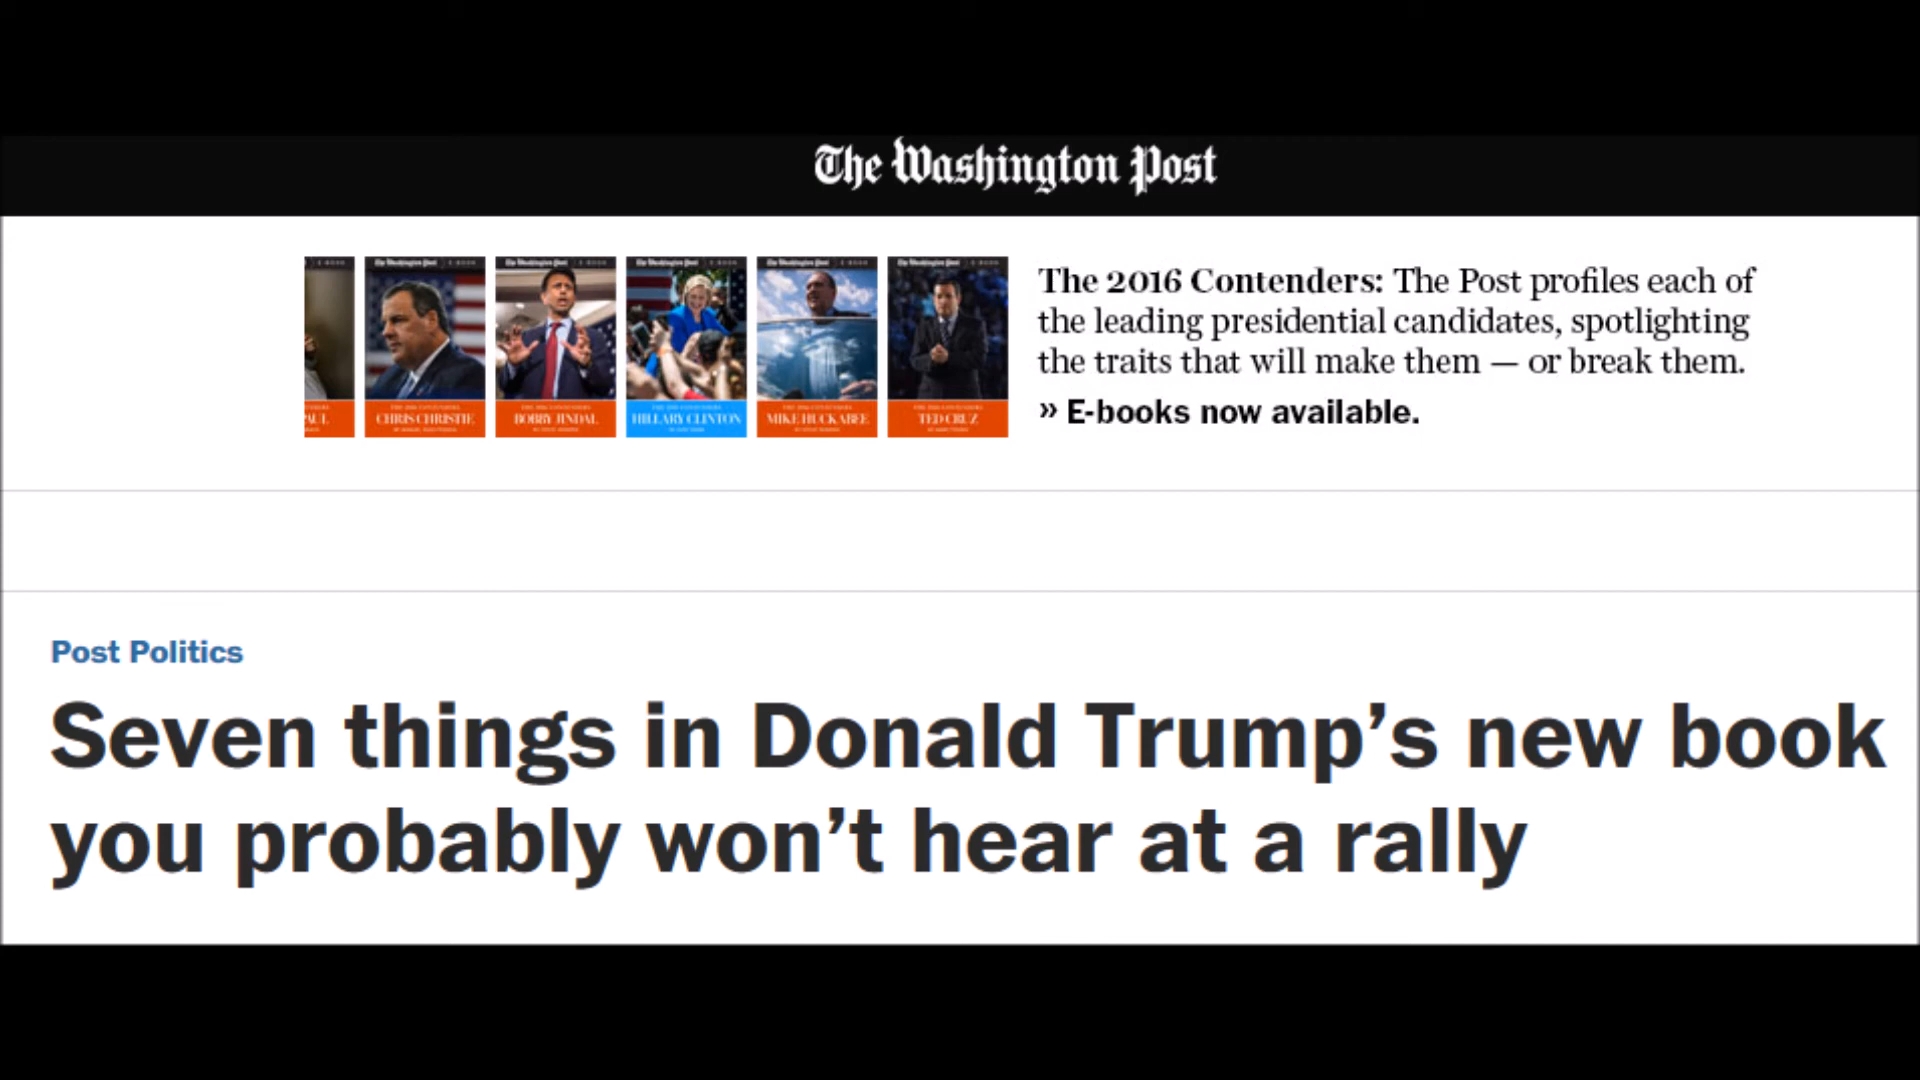 The Washington Post
The 2016 Contenders: The Post profiles each of
the leading presidential candidates, spotlighting
the traits that will make them — or break them.
» E-books now available.
AUL
CHRIS CHRISTIE
BOBBY JINDAL
HILLARY CLINTON
MIKE HUCKABEE
TED CRUZ
Post Politics
Seven things in Donald Trump’s new book
you probably won’t hear at a rally